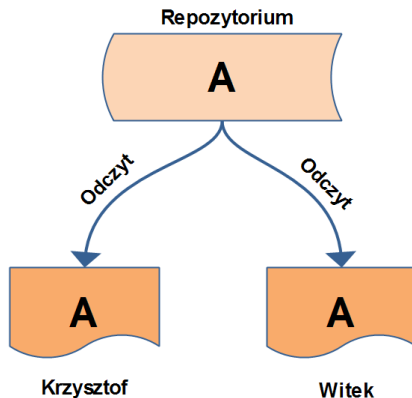 Repozytorium
A
Odczyt
Odczyt
A
A
Krzysztof
Witek